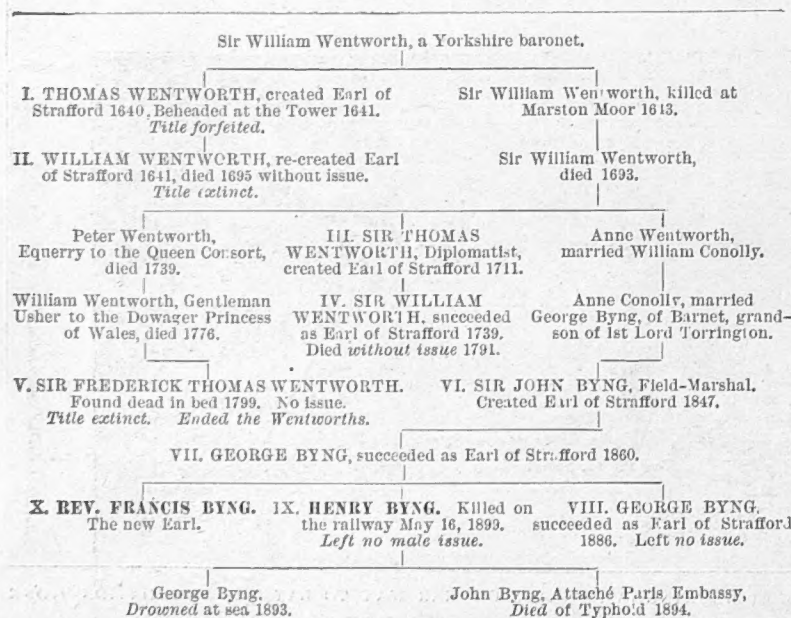 Sir William Wentworth, a Yorkshire baronet.
I. THOMAS WENTWORTH, created Earl of
Strafford 1640. Beheaded at the Tower 1641.
Title forfeited.
Sir William Wentworth, killed at
Marston Moor 1643.
II. WILLIAM WENTWORTH, re-created Earl
of Strafford 1641, died 1695 without issue.
Title extinct.
Sir William Wentworth,
died 1693.
Peter Wentworth,
Equerry to the Queen Consort,
died 1739.
III. SIR THOMAS
WENTWORTH, Diplomatist,
created Earl of Strafford 1711.
Anne Wentworth,
married William Conolly.
William Wentworth, Gentleman
Usher to the Dowager Princess
of Wales, died 1776.
IV. SIR WILLIAM
WENTWORTH, succeeded
as Earl of Strafford 1739.
Died without issue 1791.
Anne Conolly, married
George Byng, of Barnet, grand-
son of 1st Lord Torrington.
V. SIR FREDERICK THOMAS WENTWORTH.
Found dead in bed 1799. No issue.
Title extinct. Ended the Wentworths.
VI. SIR JOHN BYNG, Field-Marshal.
Created Earl of Strafford 1847.
VII. GEORGE BYNG, succeeded as Earl of Strafford 1860.
X. REV. FRANCIS BYNG.
The new Earl.
IX. HENRY BYNG. Killed on
the railway May 16, 1899.
Left no male issue.
VIII. GEORGE BYNG,
succeeded as Earl of Strafford
1886. Left no issue.
George Byng.
Drowned at sea 1893.
John Byng, Attaché Paris Embassy,
Died of Typhoid 1894.